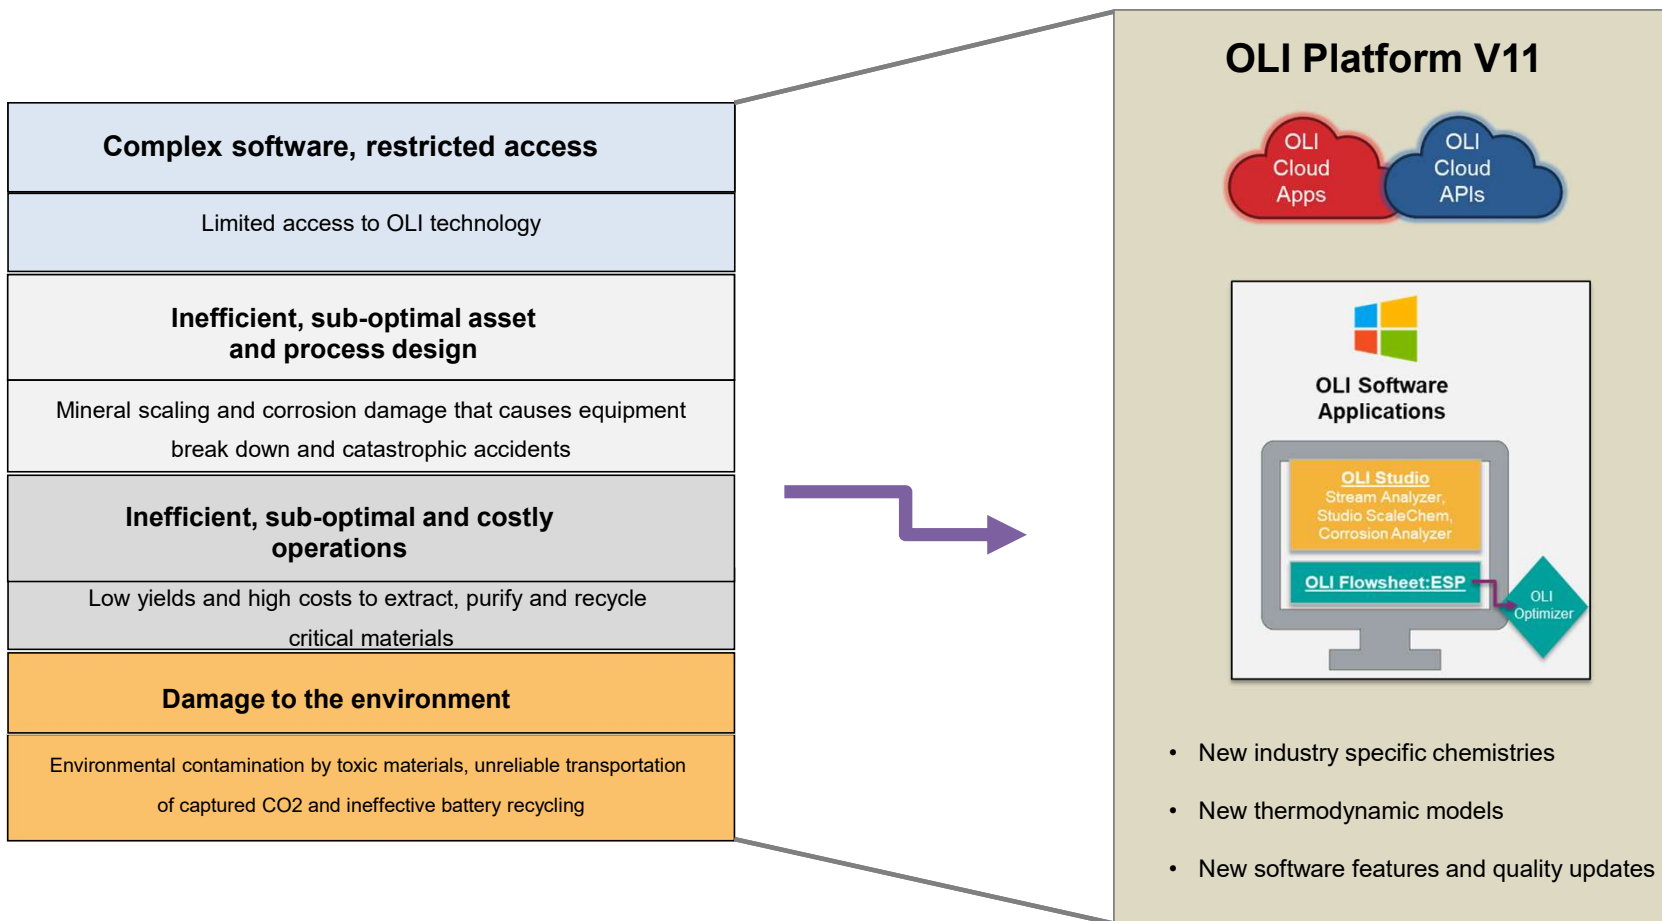 Complex software, restricted access
Limited access to OLI technology
Inefficient, sub-optimal asset
and process design
Mineral scaling and corrosion damage that causes equipment
break down and catastrophic accidents
Inefficient, sub-optimal and costly
operations
Low yields and high costs to extract, purify and recycle
critical materials
Damage to the environment
Environmental contamination by toxic materials, unreliable transportation
of captured CO2 and ineffective battery recycling
OLI Platform V11
OLI
Cloud
Apps
OLI
Cloud
APIs
OLI Software
Applications
OLI Studio
Stream Analyzer,
Studio ScaleChem,
Corrosion Analyzer
OLI Flowsheet:ESP
OLI
Optimizer
• New industry specific chemistries
• New thermodynamic models
• New software features and quality updates